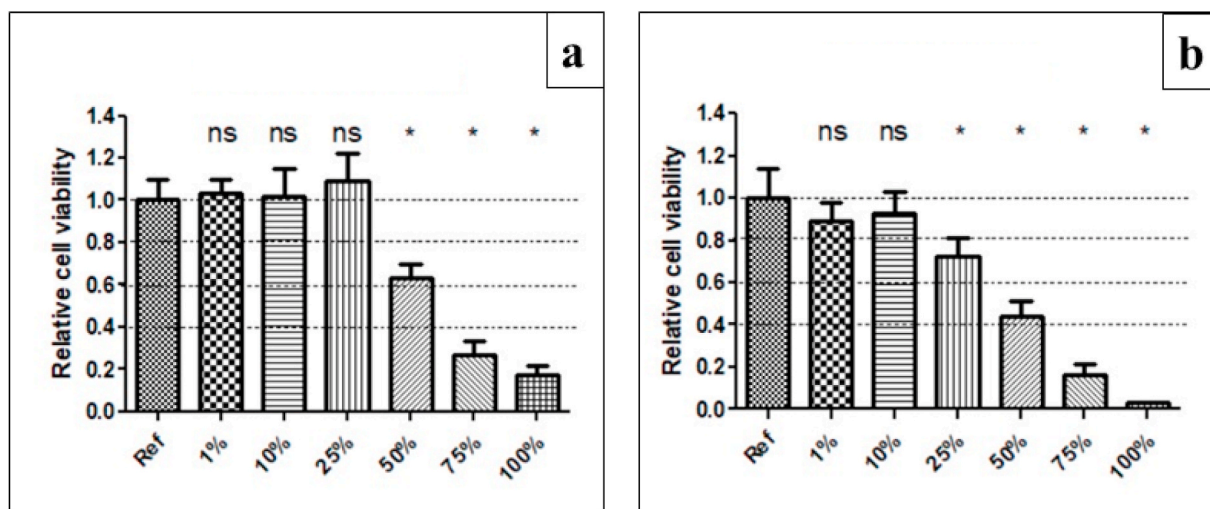 a
ns ns ns * * *
Relative cell viability
1.4
1.2
1.0
0.8
0.6
0.4
0.2
0.0
Ref 1% 10% 25% 50% 75% 100%
b
ns ns * * * *
Relative cell viability
1.4
1.2
1.0
0.8
0.6
0.4
0.2
0.0
Ref 1% 10% 25% 50% 75% 100%